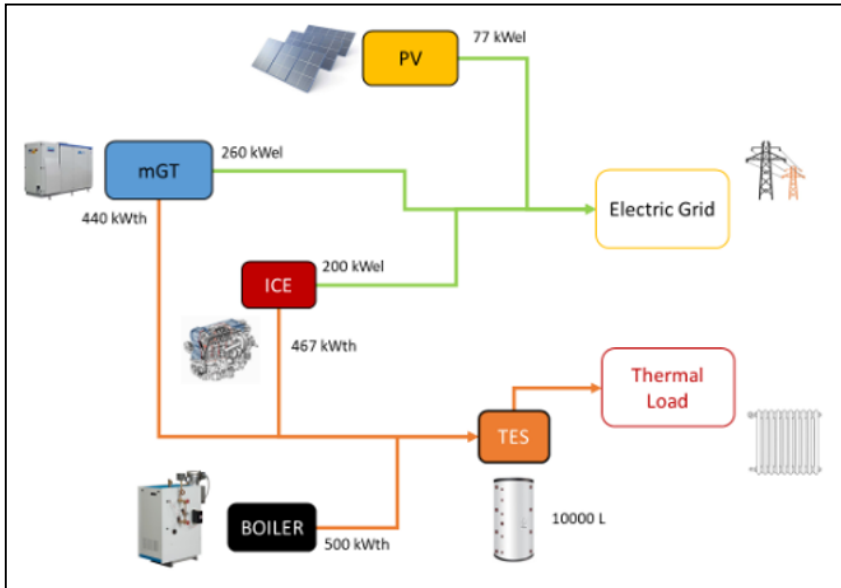 77 kWel
PV
260 kWel
mGT
440 kWth
Electric Grid
200 kWel
ICE
467 kWth
Thermal
Load
TES
10000 L
BOILER
500 kWth